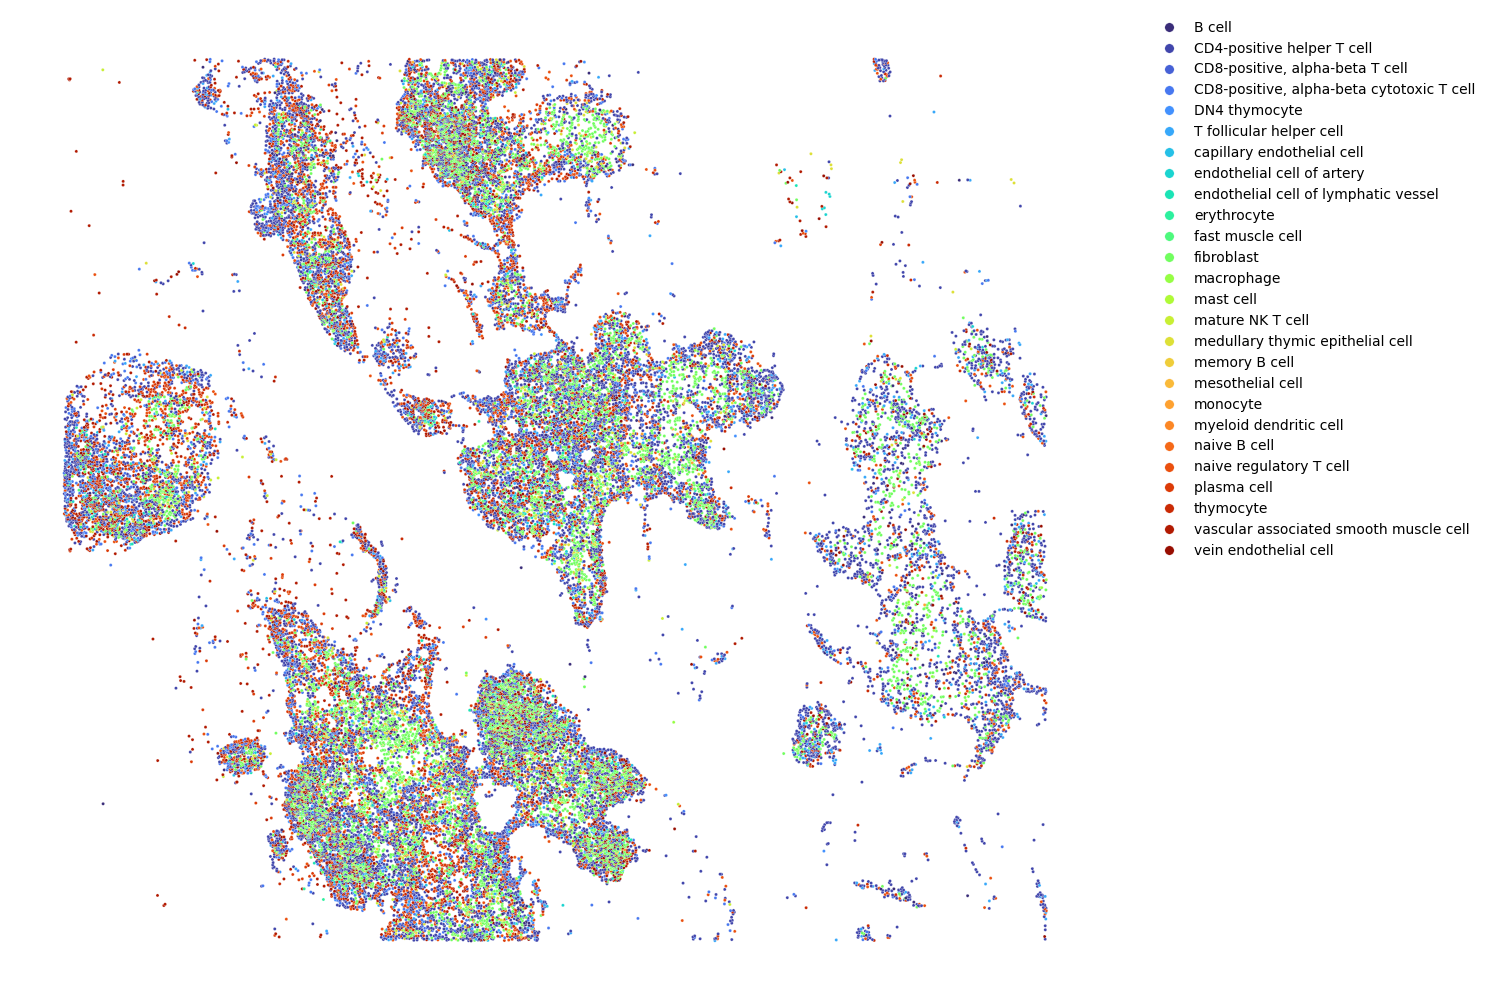 B cell
CD4-positive helper T cell
CD8-positive, alpha-beta T cell
CD8-positive, alpha-beta cytotoxic T cell
DN4 thymocyte
T follicular helper cell
capillary endothelial cell
endothelial cell of artery
endothelial cell of lymphatic vessel
erythrocyte
fast muscle cell
fibroblast
macrophage
mast cell
mature NK T cell
medullary thymic epithelial cell
memory B cell
mesothelial cell
monocyte
myeloid dendritic cell
naive B cell
naive regulatory T cell
plasma cell
thymocyte
vascular associated smooth muscle cell
vein endothelial cell